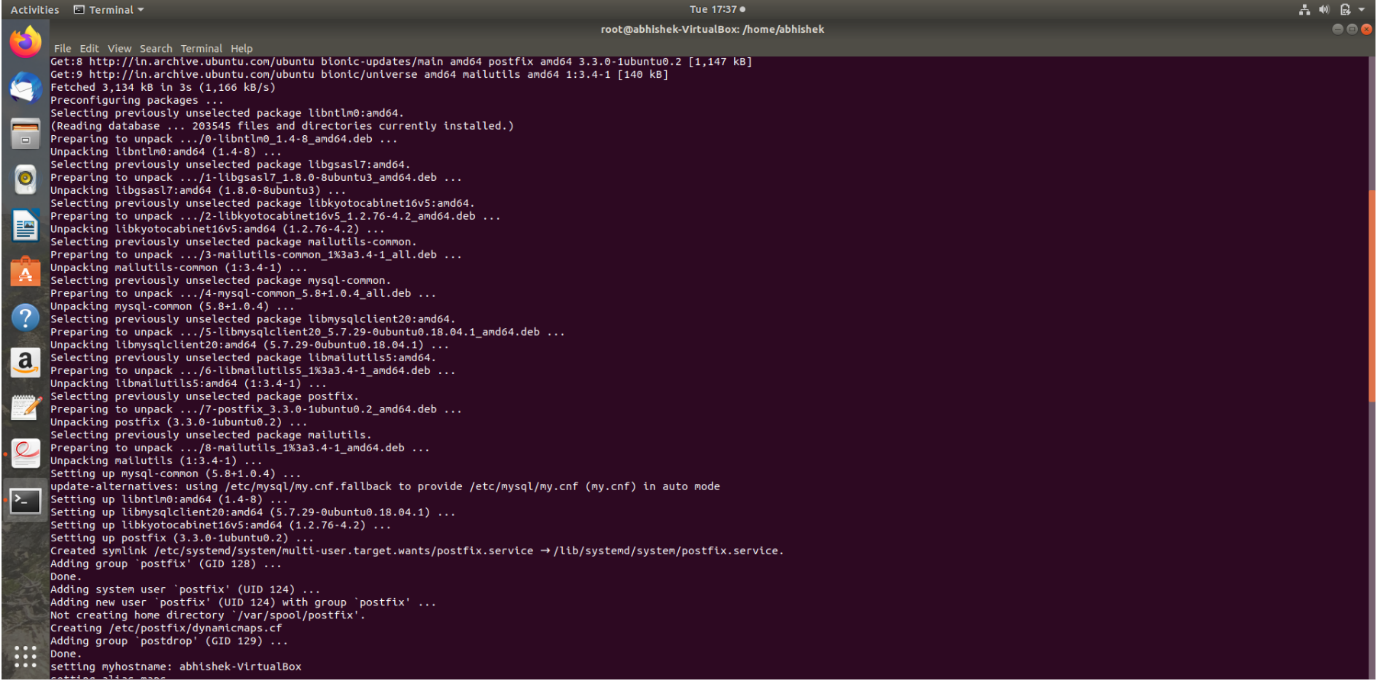 Activities Terminal Tue 17:37
root@abhishek-VirtualBox: /home/abhishek
File Edit View Search Terminal Help
Get:8 http://in.archive.ubuntu.com/ubuntu bionic-updates/main amd64 postfix amd64 3.3.0-1ubuntu0.2 [1,147 kB]
Get:9 http://in.archive.ubuntu.com/ubuntu bionic/universe amd64 mailutils amd64 1:3.4-1 [140 kB]
Fetched 3,134 kB in 3s (1,166 kB/s)
Preconfiguring packages ...
Selecting previously unselected package libntlm0:amd64.
(Reading database ... 203545 files and directories currently installed.)
Preparing to unpack .../0-libntlm0_1.4-8_amd64.deb ...
Unpacking libntlm0:amd64 (1.4-8) ...
Selecting previously unselected package libgsasl7:amd64.
Preparing to unpack .../1-libgsasl7_1.8.0-8ubuntu3_amd64.deb ...
Unpacking libgsasl7:amd64 (1.8.0-8ubuntu3) ...
Selecting previously unselected package libkyotocabinet16v5:amd64.
Preparing to unpack .../2-libkyotocabinet16v5_1.2.76-4.2_amd64.deb ...
Unpacking libkyotocabinet16v5:amd64 (1.2.76-4.2) ...
Selecting previously unselected package mailutils-common.
Preparing to unpack .../3-mailutils-common_1%3a3.4-1_all.deb ...
Unpacking mailutils-common (1:3.4-1) ...
Selecting previously unselected package mysql-common.
Preparing to unpack .../4-mysql-common_5.8+1.0.4_all.deb ...
Unpacking mysql-common (5.8+1.0.4) ...
Selecting previously unselected package libmysqlclient20:amd64.
Preparing to unpack .../5-libmysqlclient20_5.7.29-0ubuntu0.18.04.1_amd64.deb ...
Unpacking libmysqlclient20:amd64 (5.7.29-0ubuntu0.18.04.1) ...
Selecting previously unselected package libmailutils5:amd64.
Preparing to unpack .../6-libmailutils5_1%3a3.4-1_amd64.deb ...
Unpacking libmailutils5:amd64 (1:3.4-1) ...
Selecting previously unselected package postfix.
Preparing to unpack .../7-postfix_3.3.0-1ubuntu0.2_amd64.deb ...
Unpacking postfix (3.3.0-1ubuntu0.2) ...
Selecting previously unselected package mailutils.
Preparing to unpack .../8-mailutils_1%3a3.4-1_amd64.deb ...
Unpacking mailutils (1:3.4-1) ...
Setting up mysql-common (5.8+1.0.4) ...
update-alternatives: using /etc/mysql/my.cnf.fallback to provide /etc/mysql/my.cnf (my.cnf) in auto mode
Setting up libntlm0:amd64 (1.4-8) ...
Setting up libmysqlclient20:amd64 (5.7.29-0ubuntu0.18.04.1) ...
Setting up libkyotocabinet16v5:amd64 (1.2.76-4.2) ...
Setting up postfix (3.3.0-1ubuntu0.2) ...
Created symlink /etc/systemd/system/multi-user.target.wants/postfix.service → /lib/systemd/system/postfix.service.
Adding group `postfix' (GID 128) ...
Done.
Adding system user `postfix' (UID 124) ...
Adding new user `postfix' (UID 124) with group `postfix' ...
Not creating home directory `/var/spool/postfix'.
Creating /etc/postfix/dynamicmaps.cf
Adding group `postdrop' (GID 129) ...
Done.
setting myhostname: abhishek-VirtualBox
setting alias maps